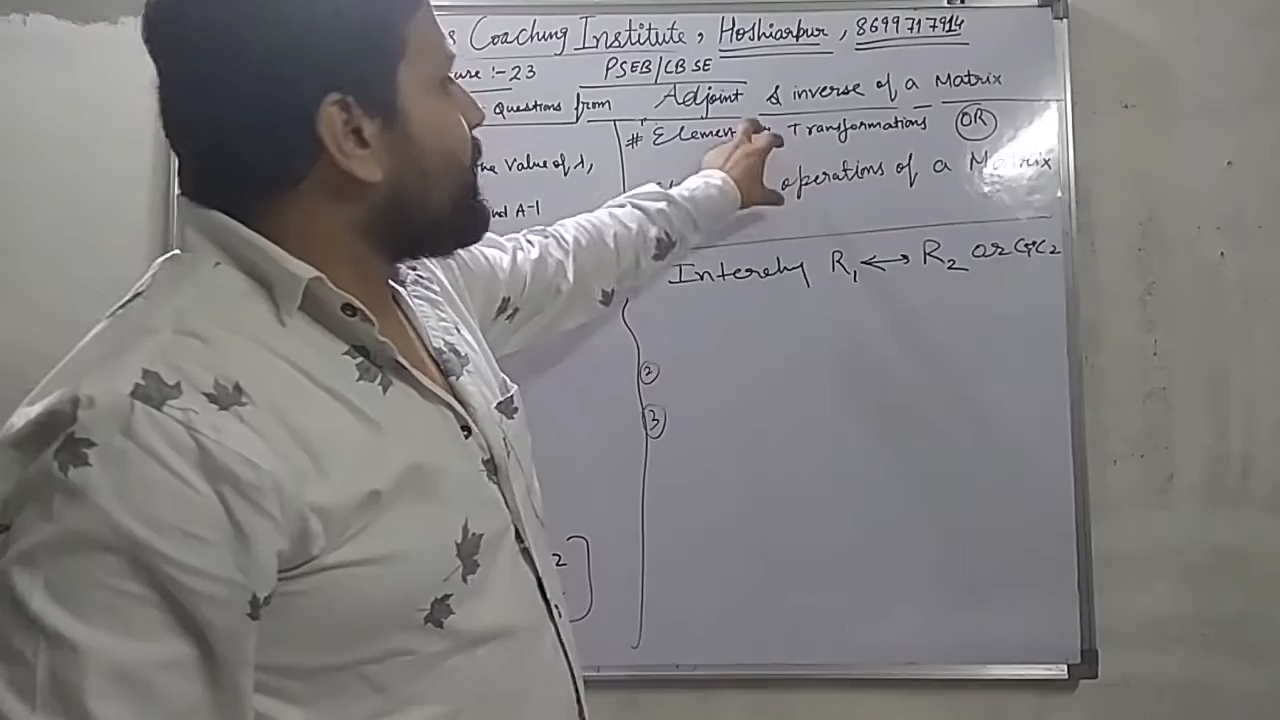 s Coaching Institute, Hoshiarpur, 8699717914
ure :- 23 PSEB/CBSE
Questions from Adjoint & inverse of a Matrix
# Elemen Transformations OR
he Value of λ,
operations of a Matrix
nd A-1
R₁ ↔ R₂ or C₁↔C₂
②
③
2